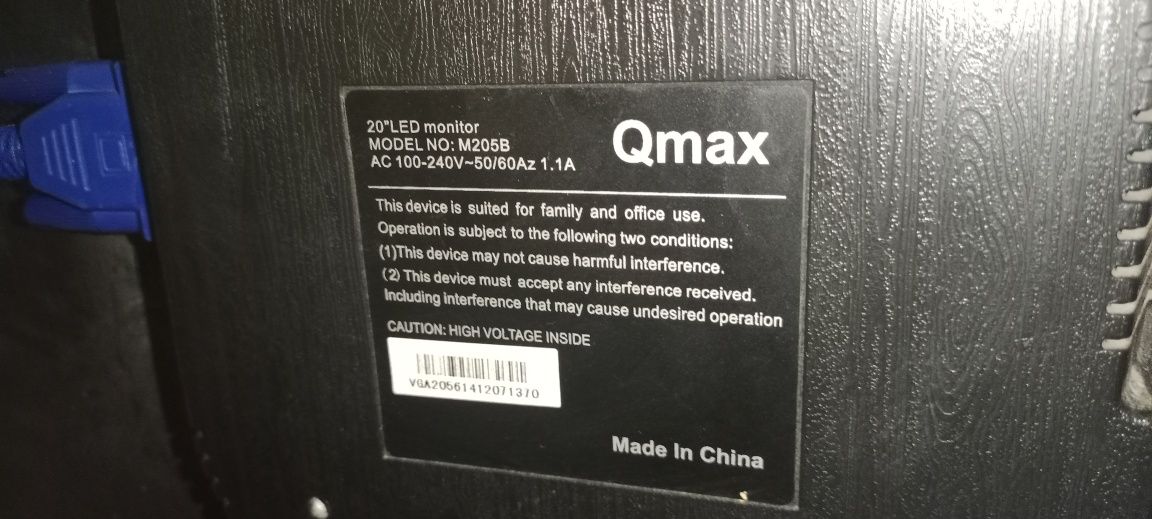 20"LED monitor
MODEL NO: M205B
AC 100-240V~50/60Az 1.1A
Qmax
This device is suited for family and office use.
Operation is subject to the following two conditions:
(1)This device may not cause harmful interference.
(2) This device must accept any interference received.
Including interference that may cause undesired operation
CAUTION: HIGH VOLTAGE INSIDE
VGA20561412071370
Made In China